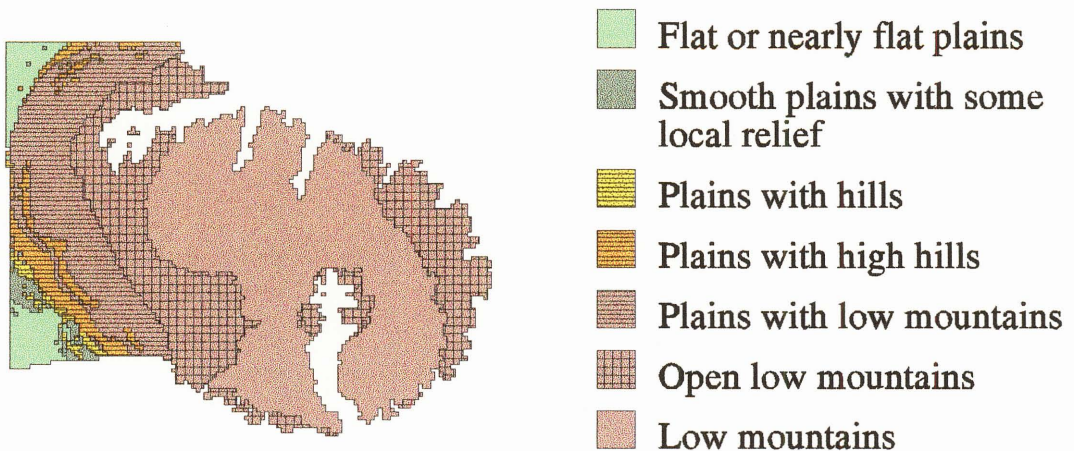 Flat or nearly flat plains
Smooth plains with some
local relief
Plains with hills
Plains with high hills
Plains with low mountains
Open low mountains
Low mountains